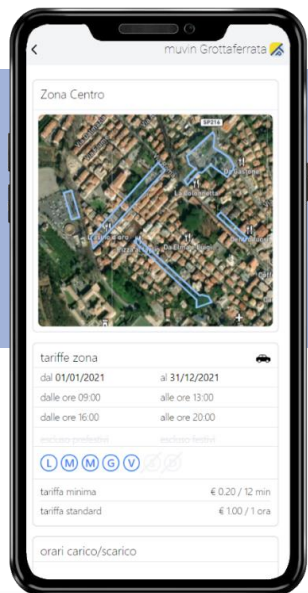 muvin Grottaferrata
Zona Centro
SP216
tariffe zona
dal 01/01/2021 al 31/12/2021
dalle ore 09:00 alle ore 13:00
dalle ore 16:00 alle ore 20:00
escluso prefestivi escluso festivi
L M M G V
tariffa minima € 0.20 / 12 min
tariffa standard € 1.00 / 1 ora
orari carico/scarico